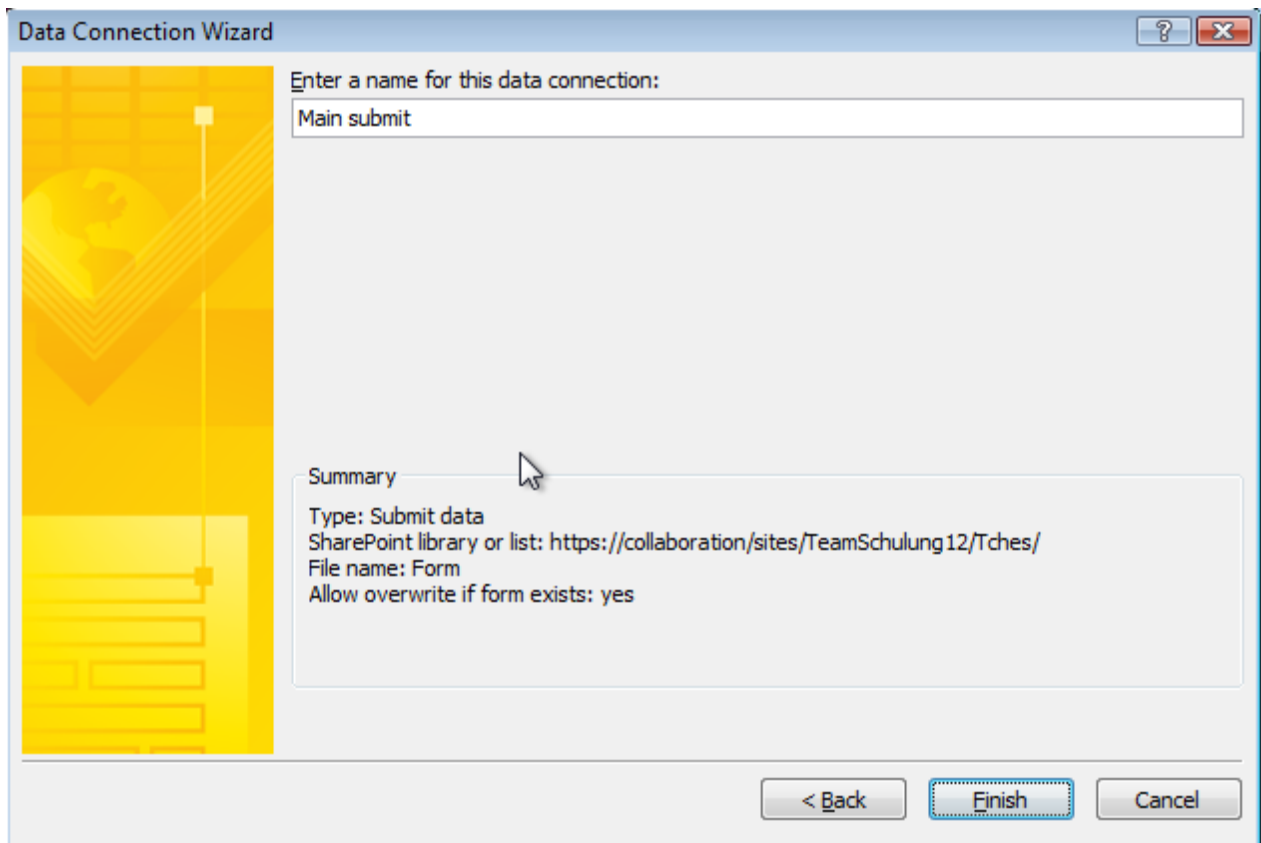 Data Connection Wizard
Enter a name for this data connection:
Main submit
Summary
Type: Submit data
SharePoint library or list: https://collaboration/sites/TeamSchulung12/Tches/
File name: Form
Allow overwrite if form exists: yes
< Back
Finish
Cancel